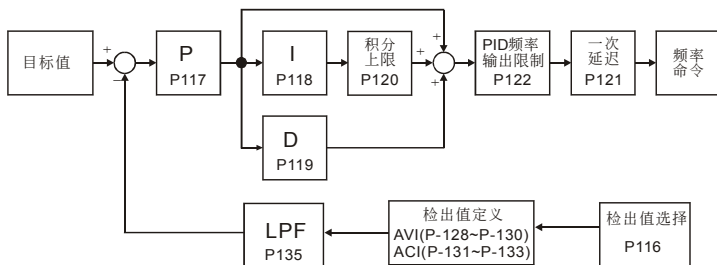 目标值
+
−
P
P117
I
P118
积分
上限
P120
+
+
+
PID频率
输出限制
P122
一次
延迟
P121
频率
命令
D
P119
LPF
P135
检出值定义
AVI(P-128~P-130)
ACI(P-131~P-133)
检出值选择
P116